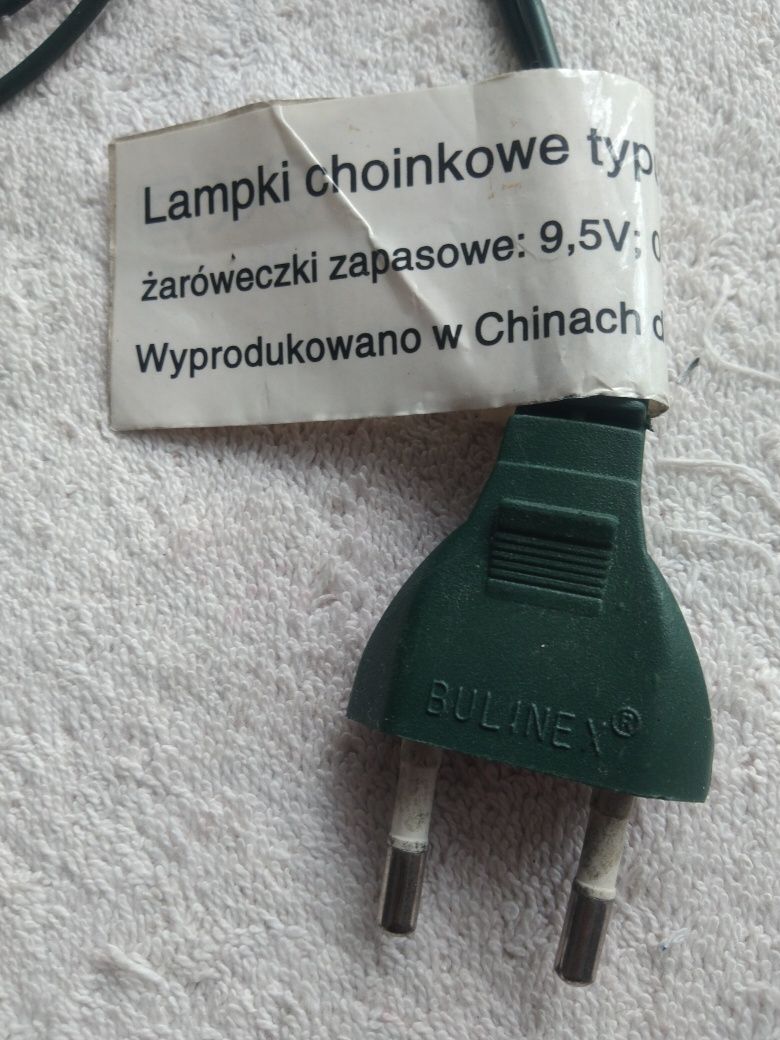 Lampki choinkowe typ
żaróweczki zapasowe: 9,5V;
Wyprodukowano w Chinach d
BULINEX®